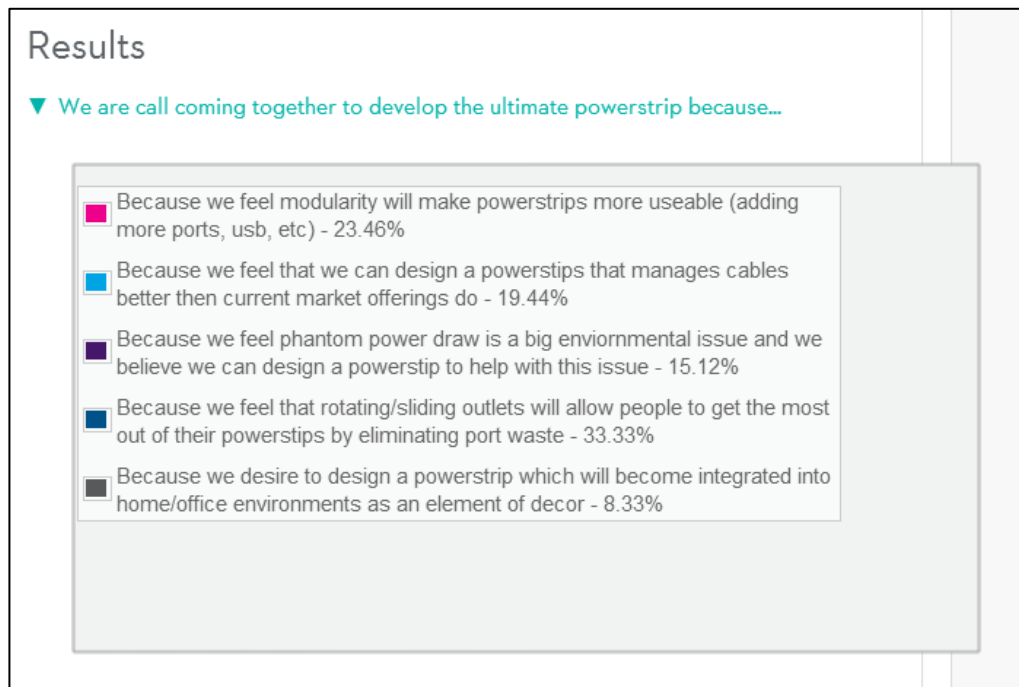 Results
▼ We are call coming together to develop the ultimate powerstrip because...
Because we feel modularity will make powerstrips more useable (adding
more ports, usb, etc) - 23.46%
Because we feel that we can design a powerstips that manages cables
better then current market offerings do - 19.44%
Because we feel phantom power draw is a big enviornmental issue and we
believe we can design a powerstip to help with this issue - 15.12%
Because we feel that rotating/sliding outlets will allow people to get the most
out of their powerstips by eliminating port waste - 33.33%
Because we desire to design a powerstrip which will become integrated into
home/office environments as an element of decor - 8.33%